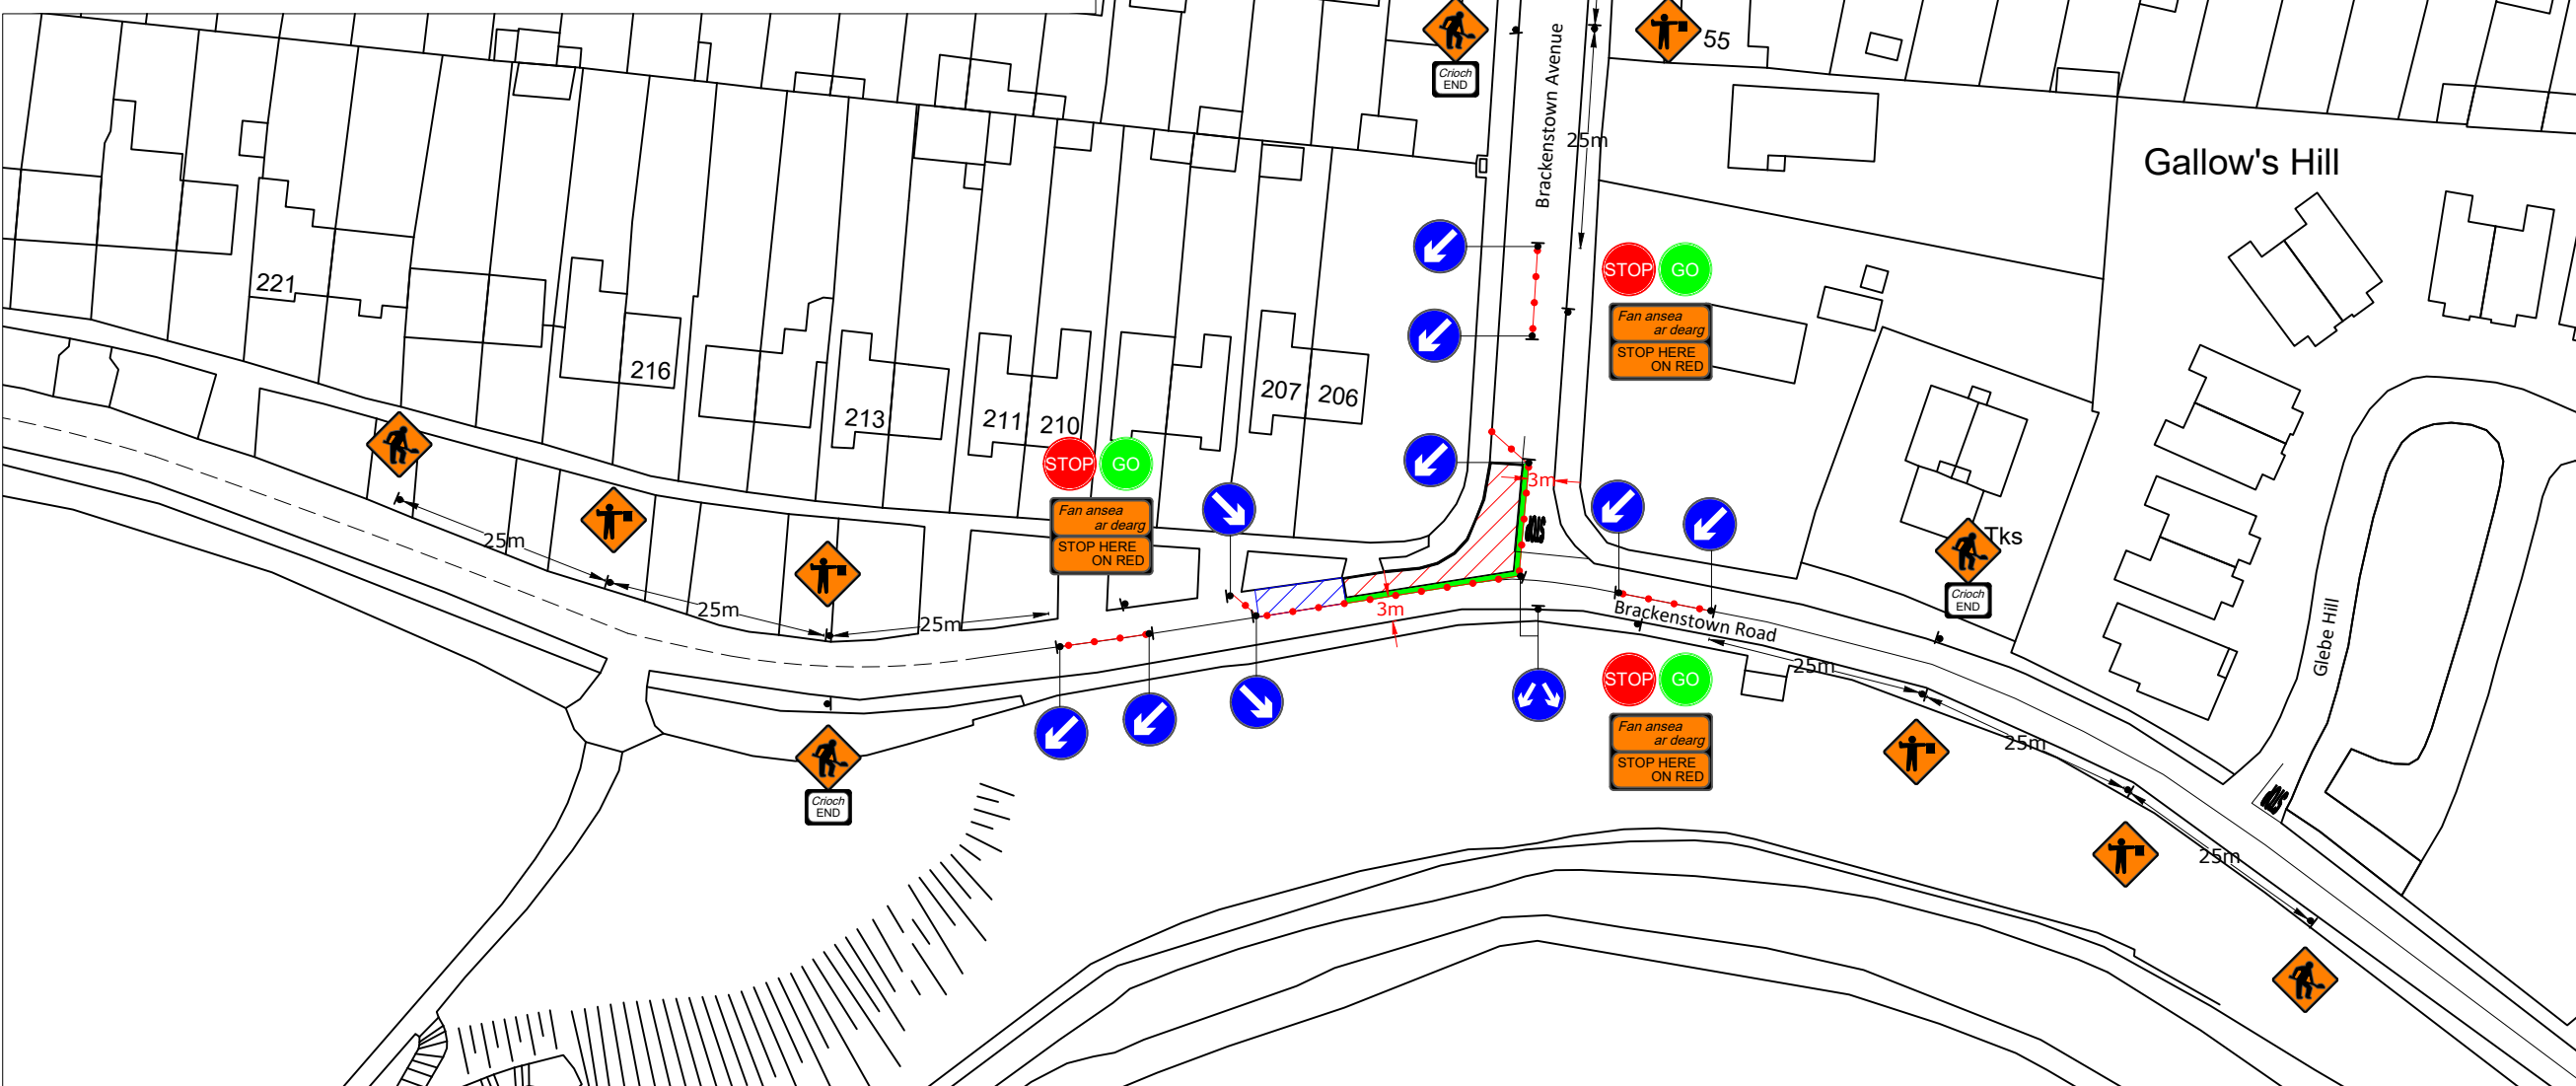 Crioch
END
55
Brackenstown Avenue
25m
Gallow's Hill
221
STOP GO
Fan ansea
ar dearg
STOP HERE
ON RED
216
207 206
213
211 210
STOP GO
Fan ansea
ar dearg
STOP HERE
ON RED
3m
Tks
25m
Crioch
END
25m
3m
Brackenstown Road
25m
Glebe Hill
25m
STOP GO
Fan ansea
ar dearg
STOP HERE
ON RED
25m
Crioch
END
25m